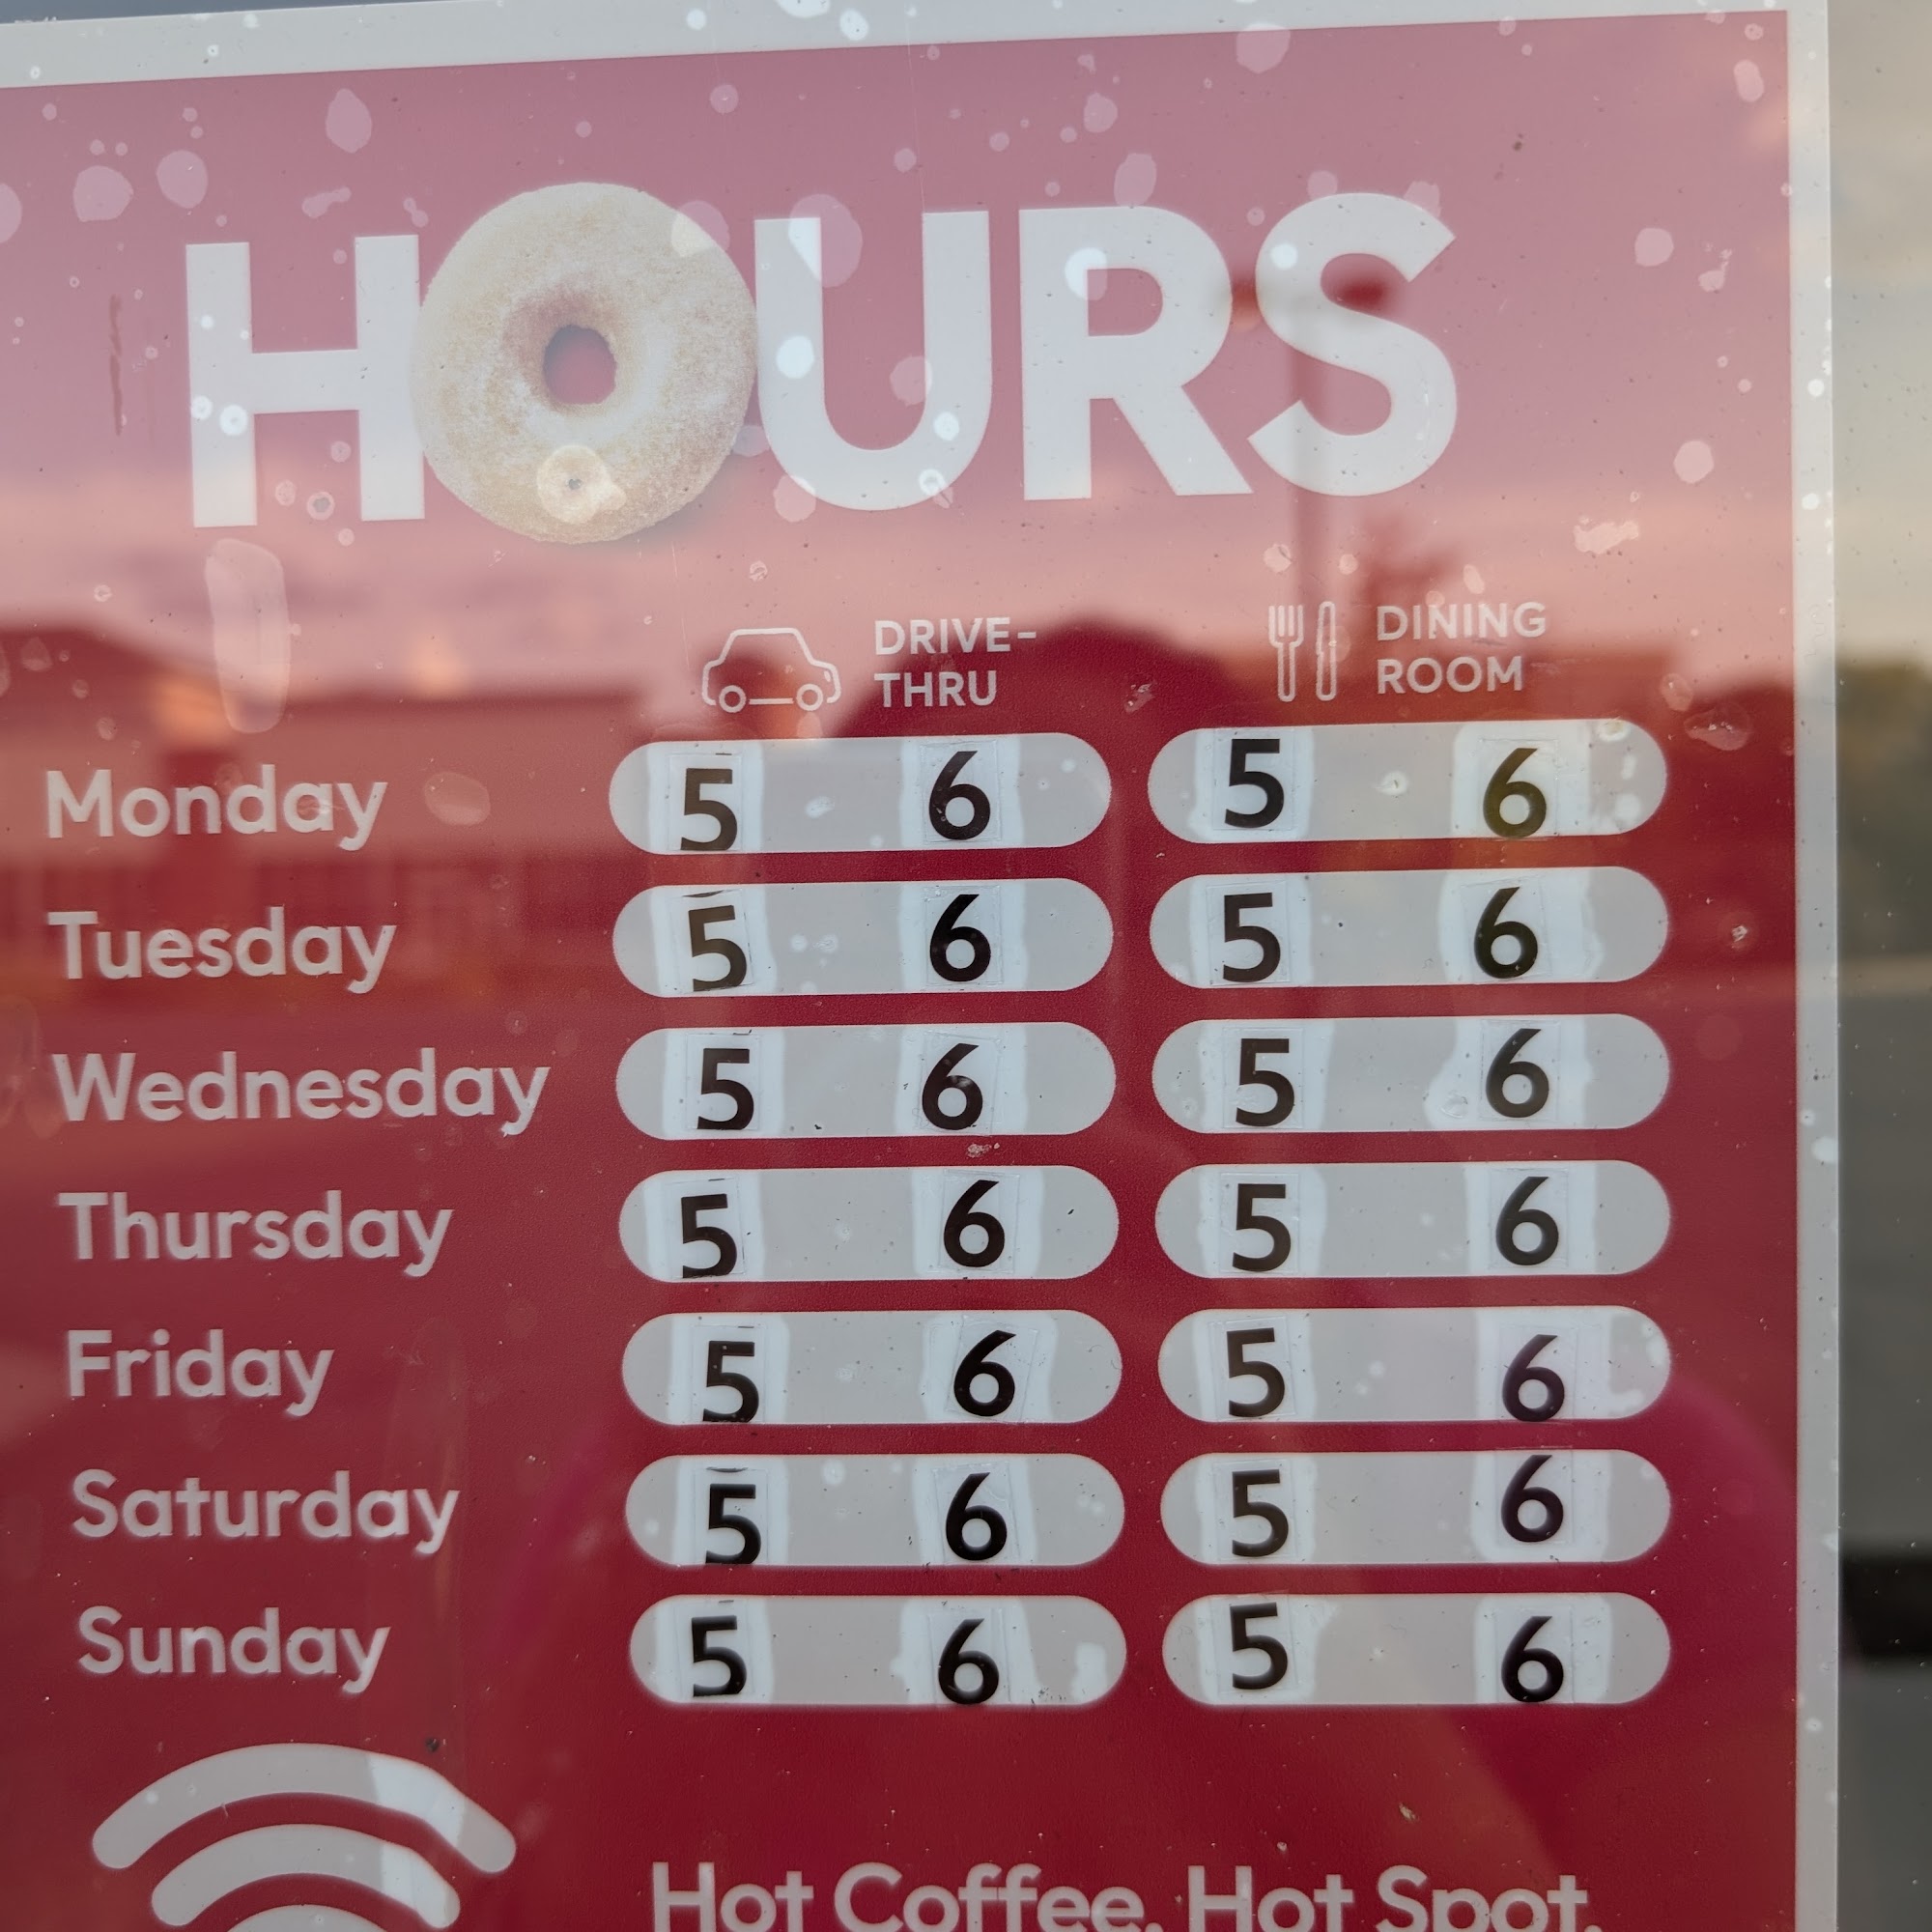 HOURS
DRIVE-
THRU
DINING
ROOM
Monday 5 6 5 6
Tuesday 5 6 5 6
Wednesday 5 6 5 6
Thursday 5 6 5 6
Friday 5 6 5 6
Saturday 5 6 5 6
Sunday 5 6 5 6
Hot Coffee. Hot Spot.